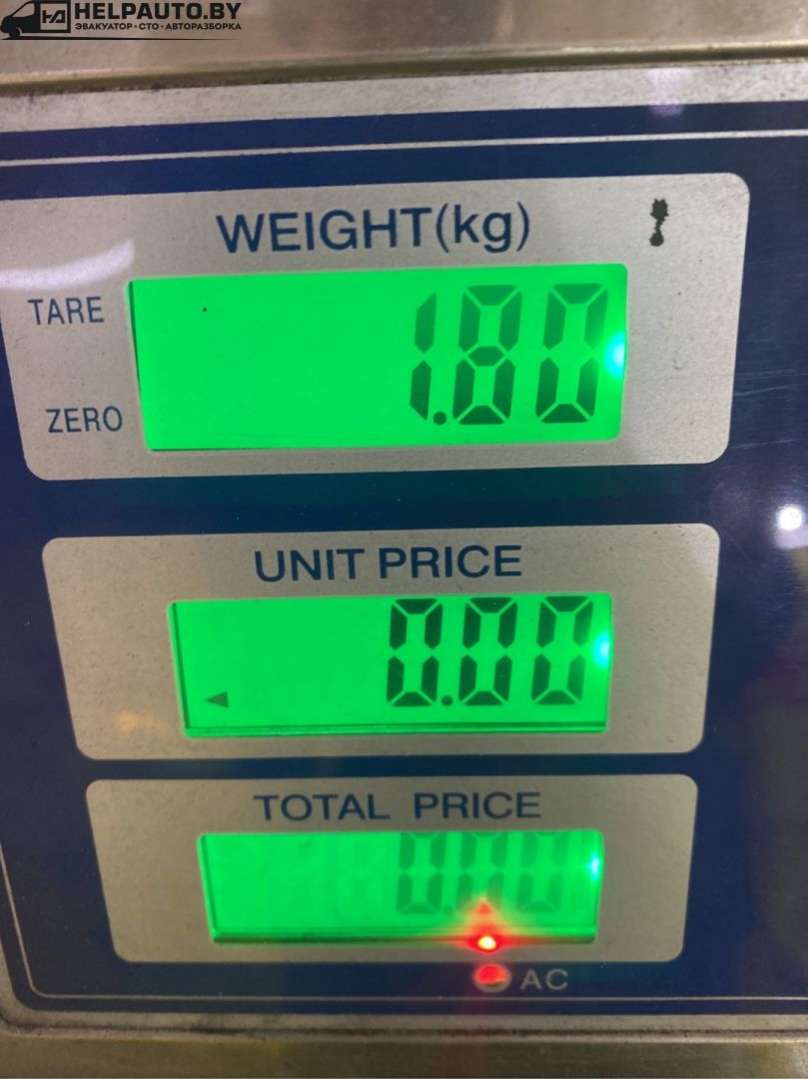 HELPAUTO.BY
ЭВАКУАТОР•СТО•АВТОРАЗБОРКА
WEIGHT(kg)
TARE
1.80
ZERO
UNIT PRICE
0.00
TOTAL PRICE
0.00
AC